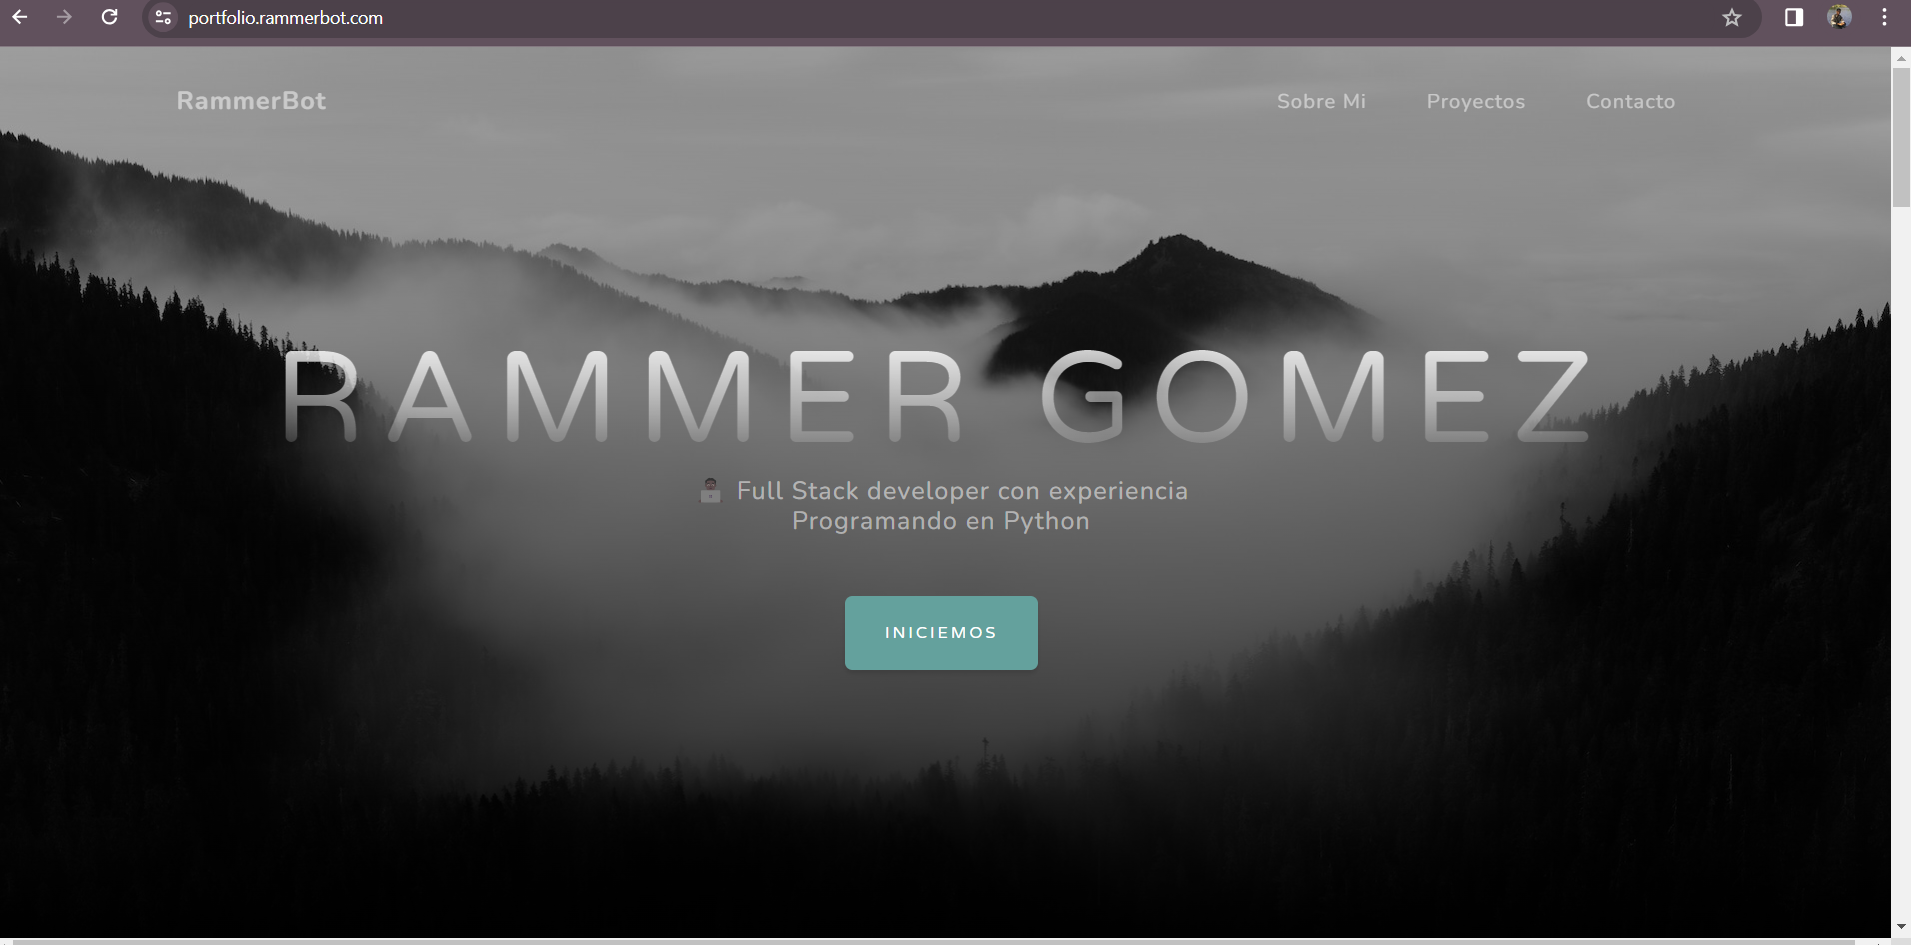 portfolio.rammerbot.com
RammerBot
Sobre Mi
Proyectos
Contacto
RAMMER GOMEZ
Full Stack developer con experiencia
Programando en Python
INICIEMOS